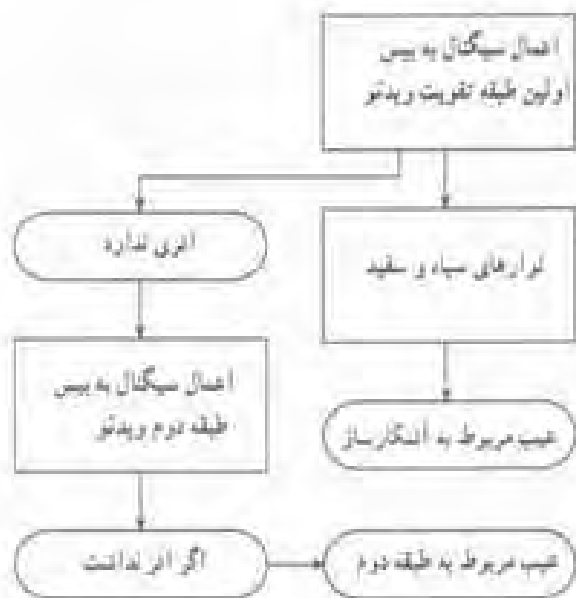 اعمال سیگنال به بیس
اولین طبقه تقویت ویدئو
اثری ندارد
نوارهای سیاه و سفید
اعمال سیگنال به بیس
طبقه دوم ویدئو
عیب مربوط به آشکارساز
اگر اثر نداشت
عیب مربوط به طبقه دوم